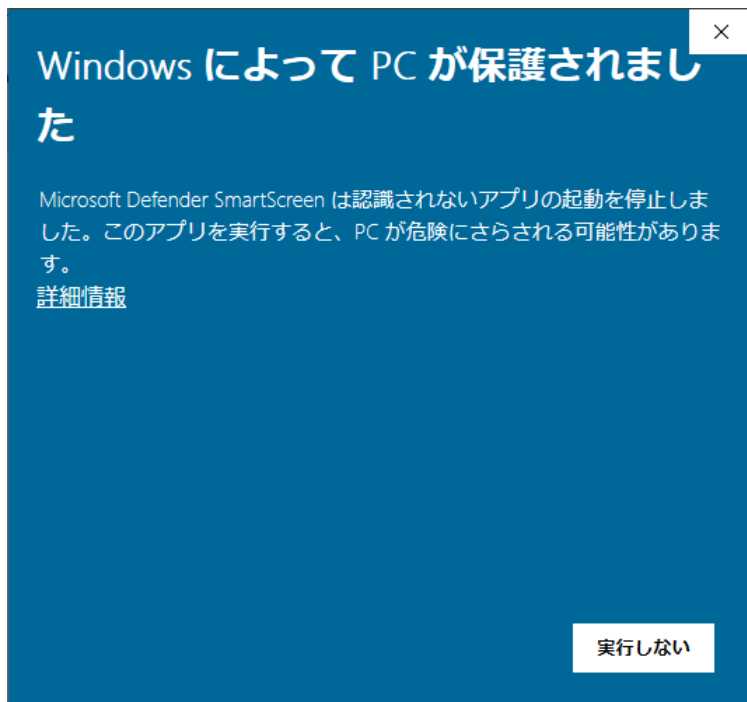 Windows によって PC が保護されまし
た
Microsoft Defender SmartScreen は認識されないアプリの起動を停止しま
した。このアプリを実行すると、PC が危険にさらされる可能性がありま
す。
詳細情報
実行しない